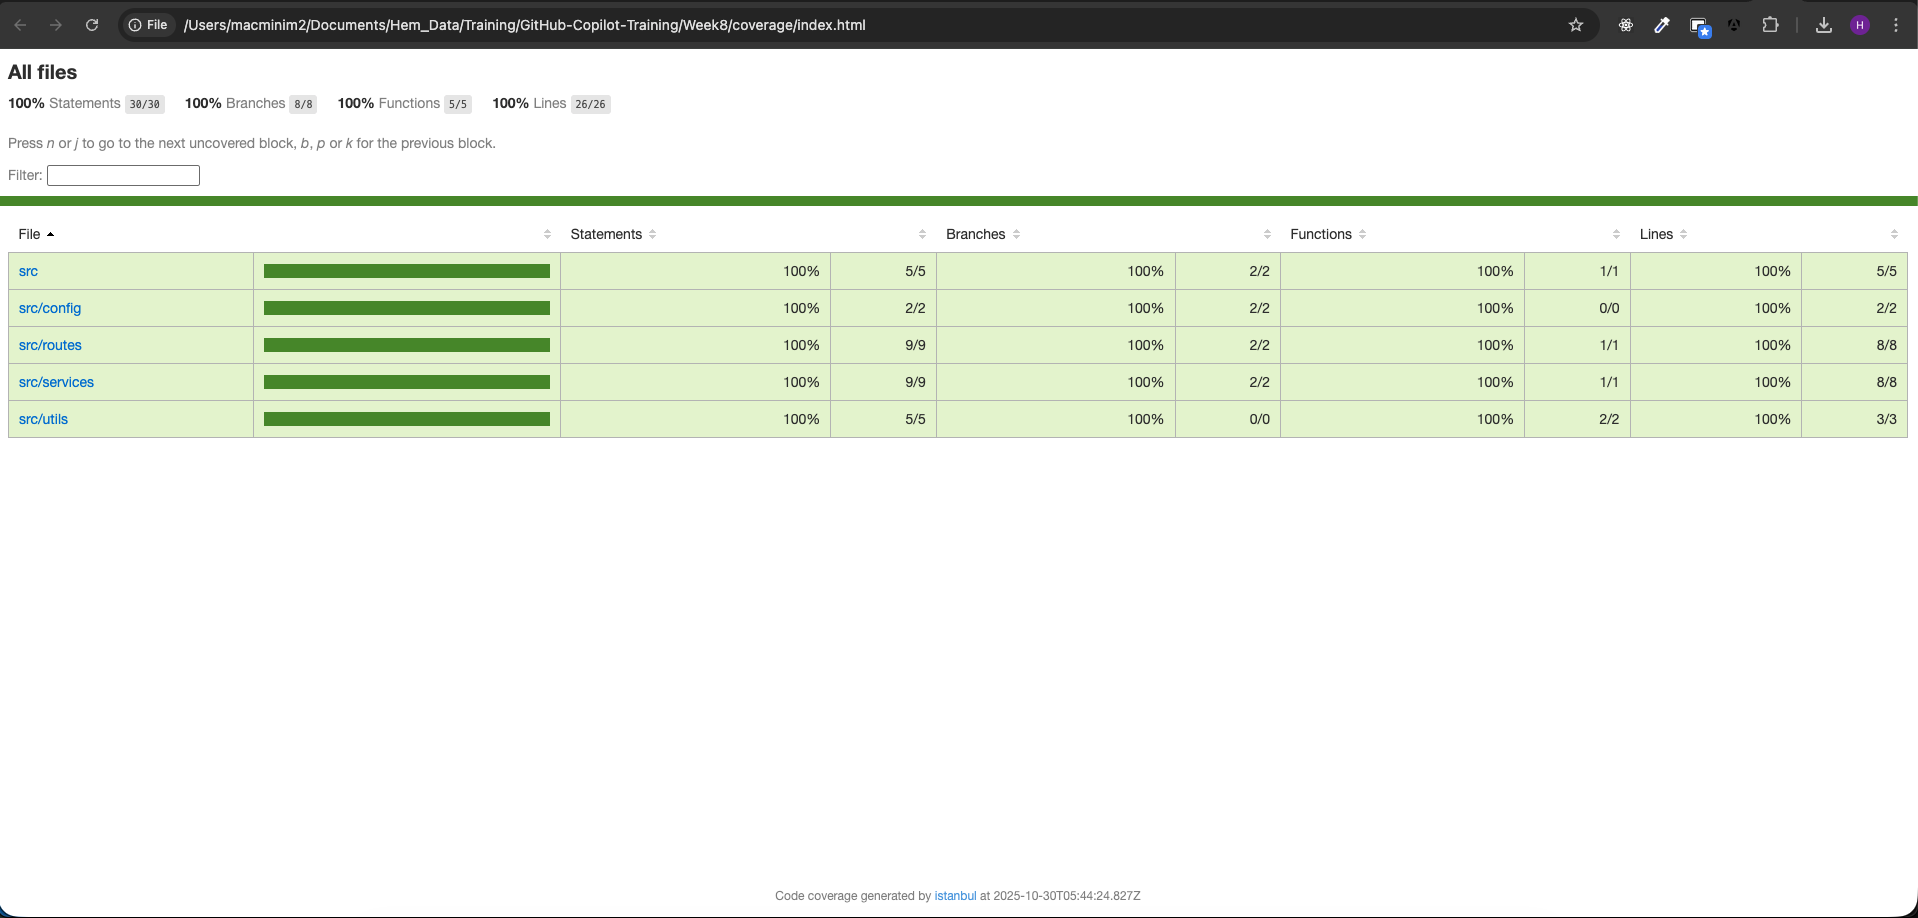 File /Users/macminim2/Documents/Hem_Data/Training/GitHub-Copilot-Training/Week8/coverage/index.html H
All files
100% Statements 30/30 100% Branches 8/8 100% Functions 5/5 100% Lines 26/26
Press n or j to go to the next uncovered block, b, p or k for the previous block.
Filter:
File Statements Branches Functions Lines
src 100% 5/5 100% 2/2 100% 1/1 100% 5/5
src/config 100% 2/2 100% 2/2 100% 0/0 100% 2/2
src/routes 100% 9/9 100% 2/2 100% 1/1 100% 8/8
src/services 100% 9/9 100% 2/2 100% 1/1 100% 8/8
src/utils 100% 5/5 100% 0/0 100% 2/2 100% 3/3
Code coverage generated by istanbul at 2025-10-30T05:44:24.827Z